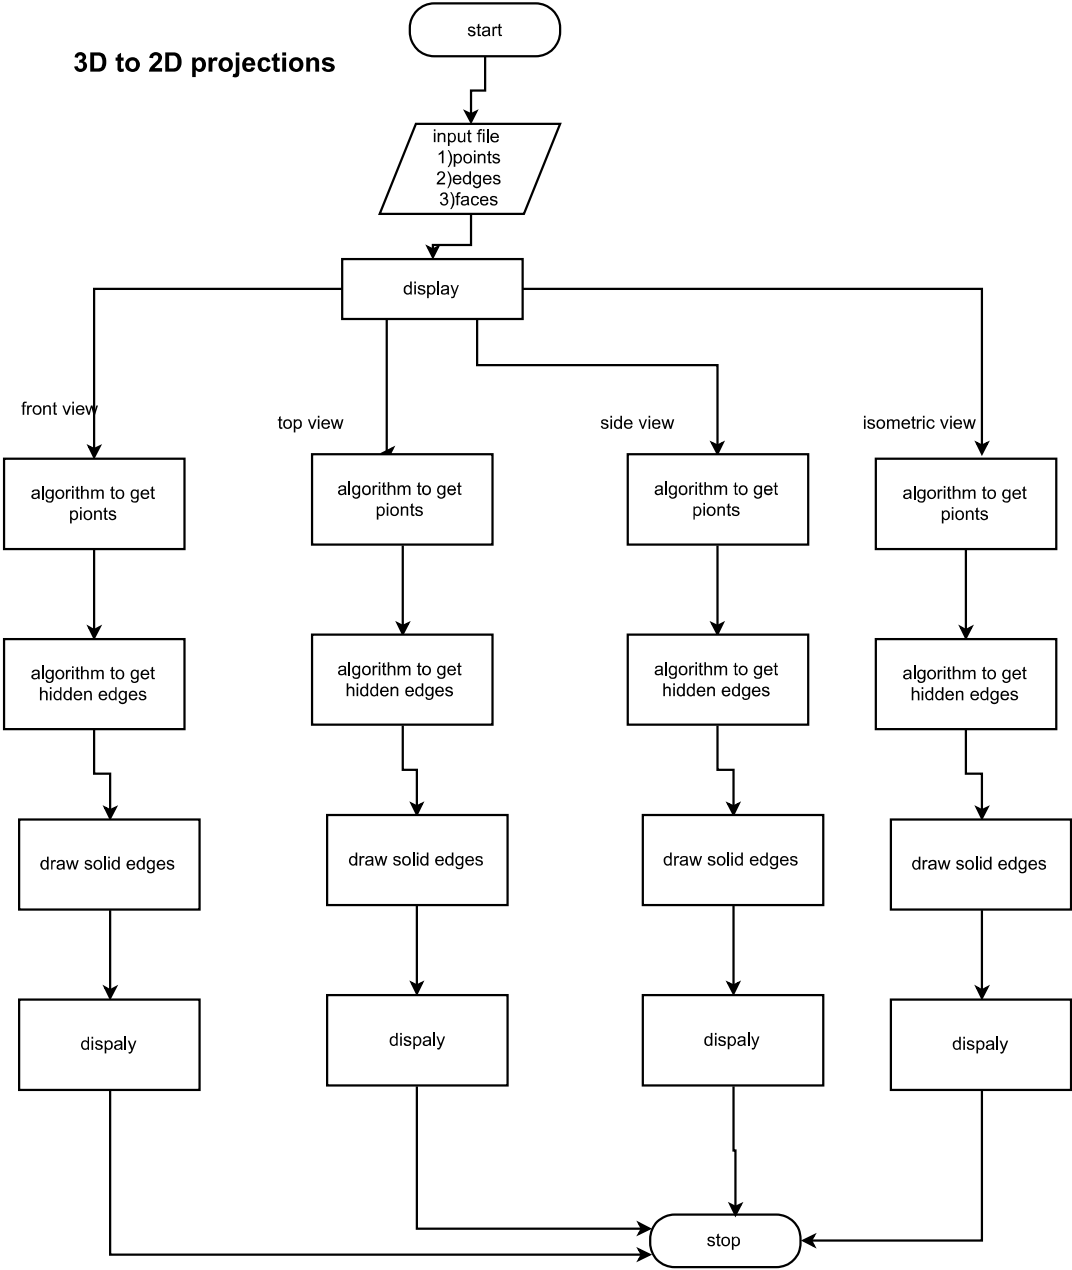 start
3D to 2D projections
input file
1)points
2)edges
3)faces
display
front view
top view
side view
isometric view
algorithm to get
pionts
algorithm to get
pionts
algorithm to get
pionts
algorithm to get
pionts
algorithm to get
hidden edges
algorithm to get
hidden edges
algorithm to get
hidden edges
algorithm to get
hidden edges
draw solid edges
draw solid edges
draw solid edges
draw solid edges
dispaly
dispaly
dispaly
dispaly
stop